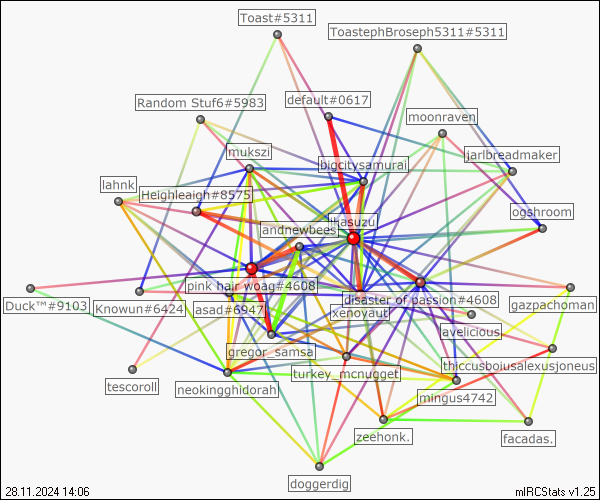 Toast#5311
ToastephBroseph5311#5311
Random Stuf6#5983
default#0617
moonraven
mukszi
bigcitysamurai
jarlbreadmaker
lahnk
Heighleaigh#8575
ihasuzu
andnewbees
ogshroom
pink hair woag#4608
disaster of passion#4608
gazpachoman
Duck™#9103
Knowun#6424
asad#6947
xenoyaut
avelicious
gregor_samsa
thiccusboiusalexusjoneus
tescoroll
neokingghidorah
turkey_mcnugget
mingus4742
zeehonk.
facadas.
doggerdig
28.11.2024 14:06
mIRCStats v1.25